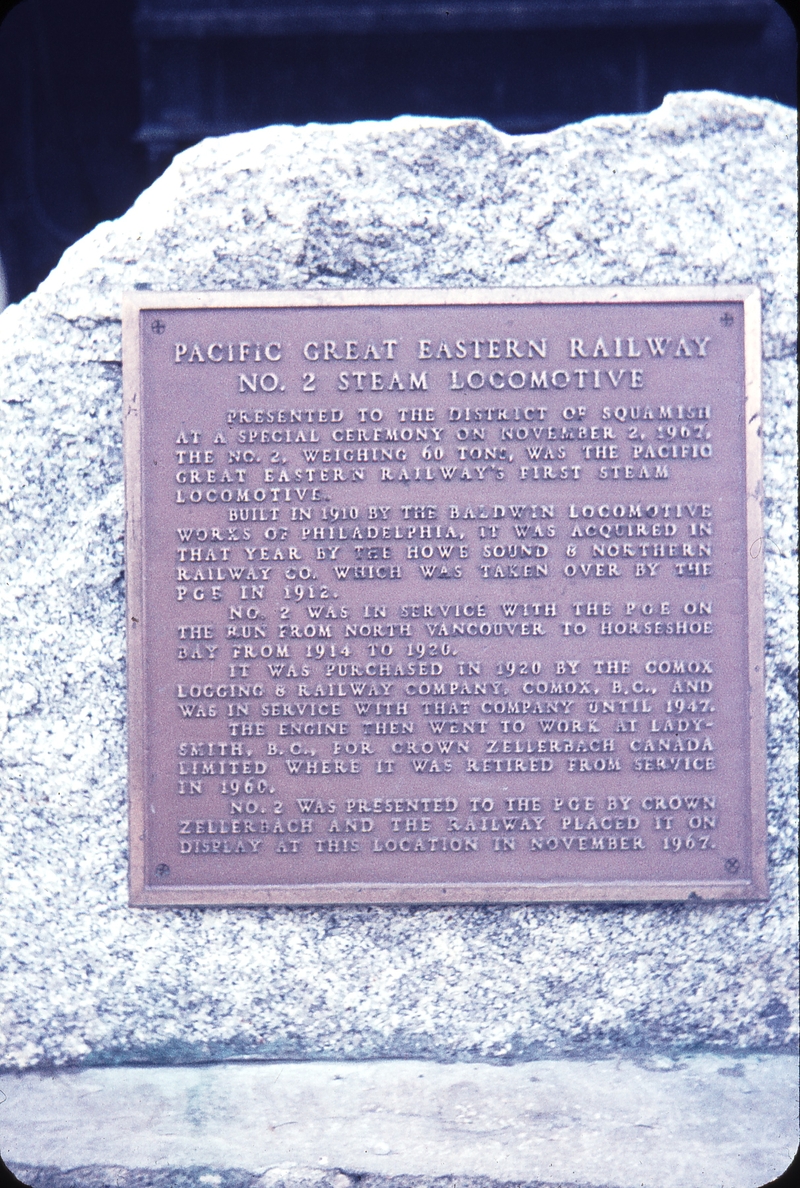 PACIFIC GREAT EASTERN RAILWAY
NO. 2 STEAM LOCOMOTIVE
PRESENTED TO THE DISTRICT OF SQUAMISH
AT A SPECIAL CEREMONY ON NOVEMBER 2, 1967,
THE NO. 2, WEIGHING 60 TONS, WAS THE PACIFIC
GREAT EASTERN RAILWAY'S FIRST STEAM
LOCOMOTIVE.
BUILT IN 1910 BY THE BALDWIN LOCOMOTIVE
WORKS OF PHILADELPHIA, IT WAS ACQUIRED IN
THAT YEAR BY THE HOWE SOUND & NORTHERN
RAILWAY CO. WHICH WAS TAKEN OVER BY THE
PGE IN 1912.
NO. 2 WAS IN SERVICE WITH THE PGE ON
THE RUN FROM NORTH VANCOUVER TO HORSESHOE
BAY FROM 1914 TO 1920.
IT WAS PURCHASED IN 1920 BY THE COMOX
LOGGING & RAILWAY COMPANY, COMOX, B.C., AND
WAS IN SERVICE WITH THAT COMPANY UNTIL 1947.
THE ENGINE THEN WENT TO WORK AT LADY-
SMITH, B.C., FOR CROWN ZELLERBACH CANADA
LIMITED WHERE IT WAS RETIRED FROM SERVICE
IN 1960.
NO. 2 WAS PRESENTED TO THE PGE BY CROWN
ZELLERBACH AND THE RAILWAY PLACED IT ON
DISPLAY AT THIS LOCATION IN NOVEMBER 1967.